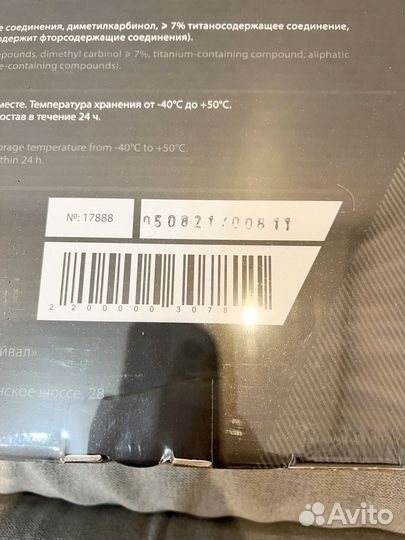 е соединения, диметилкарбинол, ⩾ 7% титаносодержащее соединение,
одержит фторсодержащие соединения).
pounds, dimethyl carbinol ⩾ 7%, titanium-containing compound, aliphatic
e-containing compounds).
месте. Температура хранения от -40°C до +50°C.
остав в течение 24 ч.
orage temperature from -40°C to +50°C.
thin 24 h.
№: 17888
050821/00811
2 200000 3078
йвал»
нское шоссе, 28
Avito